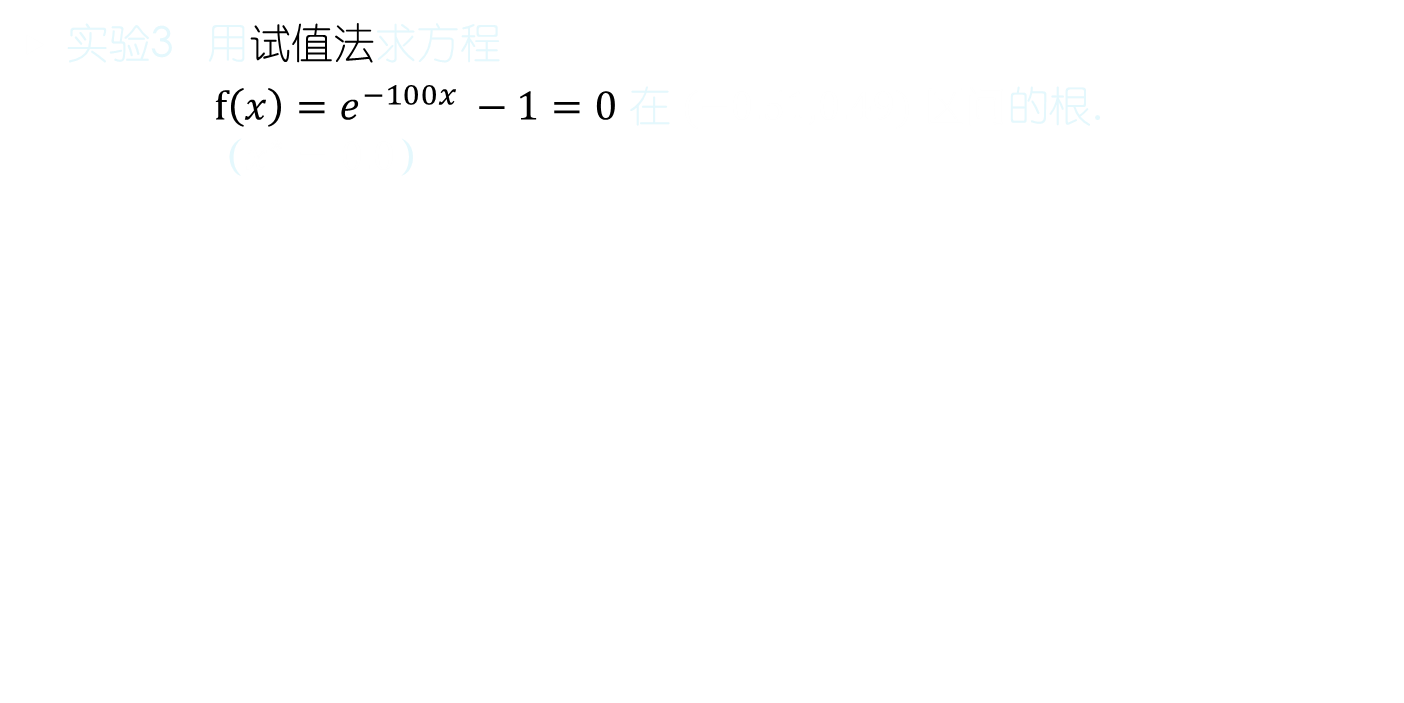 实验3 用试值法求方程
f(x) = e^{-100x} − 1 = 0 在 的根.
( )